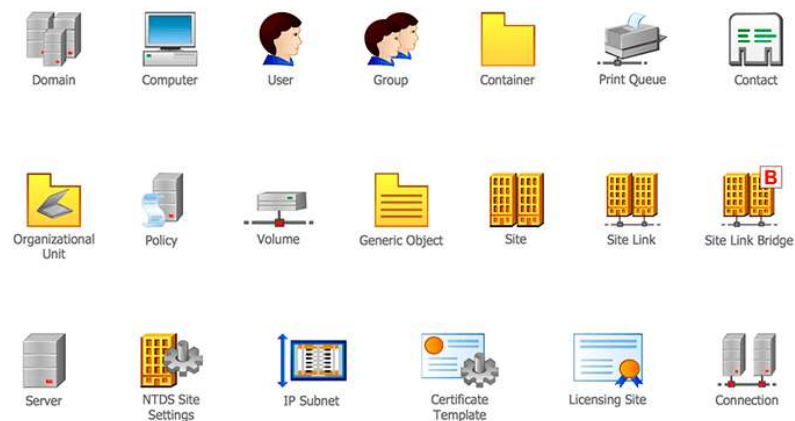 Domain
Computer
User
Group
Container
Print Queue
Contact
Organizational
Unit
Policy
Volume
Generic Object
Site
Site Link
B
Site Link Bridge
Server
NTDS Site
Settings
IP Subnet
Certificate
Template
Licensing Site
Connection